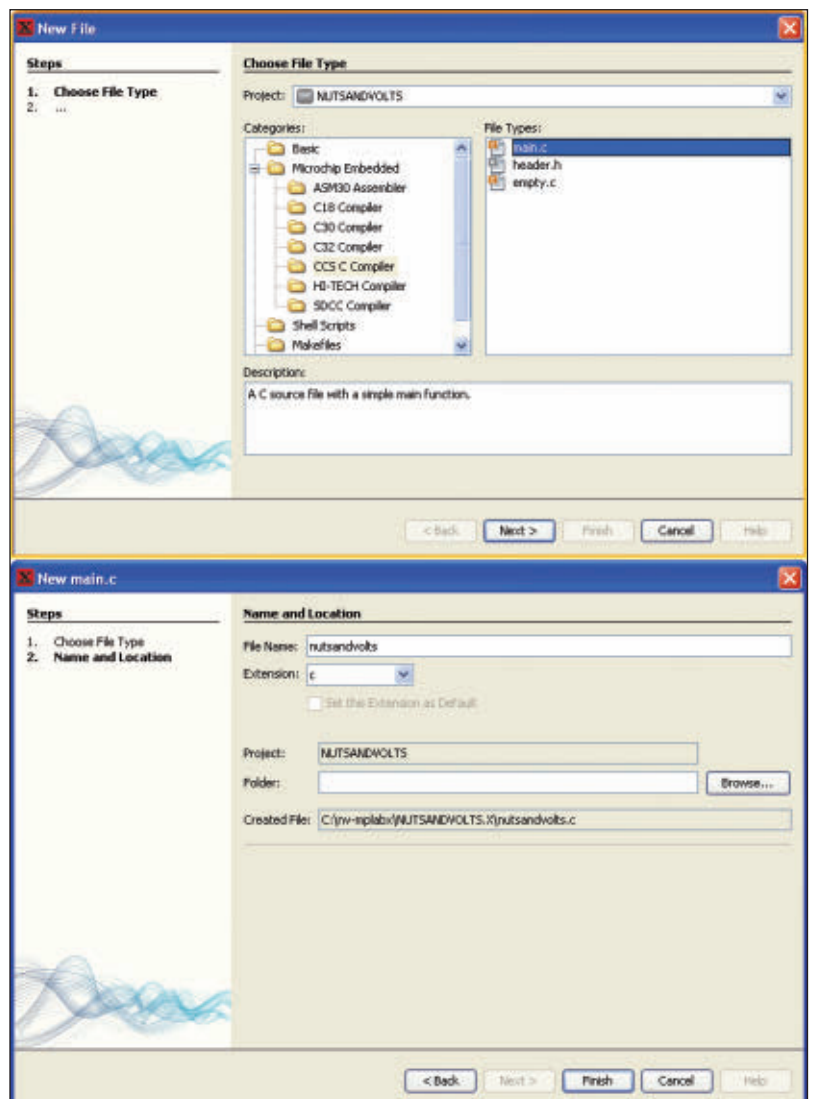 New File
Steps
1. Choose File Type
2. ...
Choose File Type
Project: NUTSANDVOLTS
Categories:
Basic
Microchip Embedded
ASM30 Assembler
C18 Compiler
C30 Compiler
C32 Compiler
CCS C Compiler
HI-TECH Compiler
SDCC Compiler
Shell Scripts
Makefiles
File Types:
main.c
header.h
empty.c
Description:
A C source file with a simple main function.
< Back Next > Finish Cancel Help
New main.c
Steps
1. Choose File Type
2. Name and Location
Name and Location
File Name: nutsandvolts
Extension: c
Set this Extension as Default
Project: NUTSANDVOLTS
Folder:
Browse...
Created File: C:\nv-mplabx\NUTSANDVOLTS.X\nutsandvolts.c
< Back Next > Finish Cancel Help